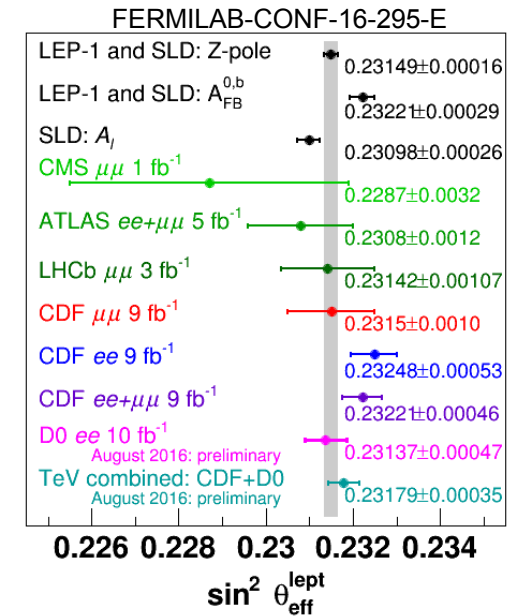 FERMILAB-CONF-16-295-E
LEP-1 and SLD: Z-pole
0.23149±0.00016
LEP-1 and SLD: A_FB^0,b
0.23221±0.00029
SLD: A_l
0.23098±0.00026
CMS μμ 1 fb^-1
0.2287±0.0032
ATLAS ee+μμ 5 fb^-1
0.2308±0.0012
LHCb μμ 3 fb^-1
0.23142±0.00107
CDF μμ 9 fb^-1
0.2315±0.0010
CDF ee 9 fb^-1
0.23248±0.00053
CDF ee+μμ 9 fb^-1
0.23221±0.00046
D0 ee 10 fb^-1
August 2016: preliminary
0.23137±0.00047
TeV combined: CDF+D0
August 2016: preliminary
0.23179±0.00035
0.226 0.228 0.23 0.232 0.234
sin² θ_eff^lept